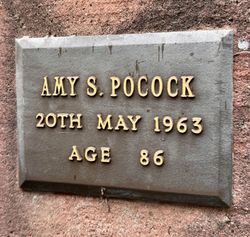 AMY S. POCOCK
20TH MAY 1963
AGE 86